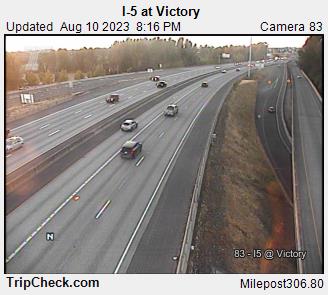 I-5 at Victory
Updated  Aug 10 2023  8:16 PM
Camera 83
N
83 - I5 @ Victory
TripCheck.com
Milepost306.80